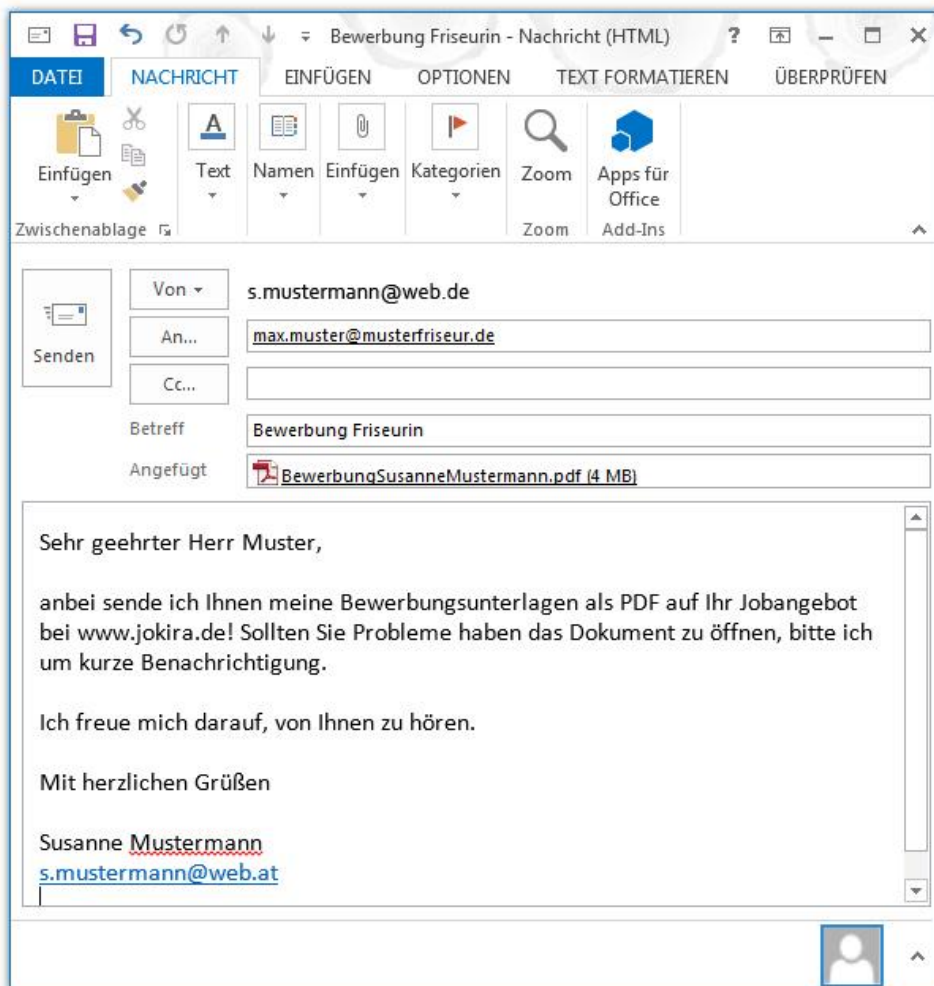 Bewerbung Friseurin - Nachricht (HTML) ?
DATEI NACHRICHT EINFÜGEN OPTIONEN TEXT FORMATIEREN ÜBERPRÜFEN
Einfügen Text Namen Einfügen Kategorien Zoom Apps für
Office
Zwischenablage Zoom Add-Ins
Von s.mustermann@web.de
Senden An... max.muster@musterfriseur.de
Cc...
Betreff Bewerbung Friseurin
Angefügt BewerbungSusanneMustermann.pdf (4 MB)
Sehr geehrter Herr Muster,
anbei sende ich Ihnen meine Bewerbungsunterlagen als PDF auf Ihr Jobangebot
bei www.jokira.de! Sollten Sie Probleme haben das Dokument zu öffnen, bitte ich
um kurze Benachrichtigung.
Ich freue mich darauf, von Ihnen zu hören.
Mit herzlichen Grüßen
Susanne Mustermann
s.mustermann@web.at